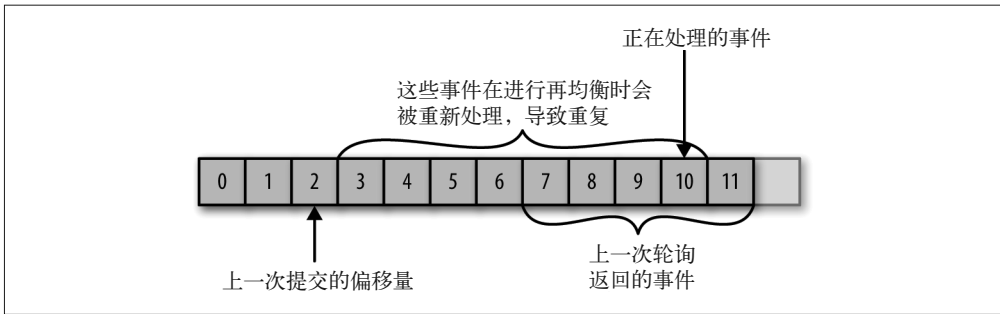 正在处理的事件
这些事件在进行再均衡时会
被重新处理，导致重复
0 1 2 3 4 5 6 7 8 9 10 11
上一次提交的偏移量
上一次轮询
返回的事件